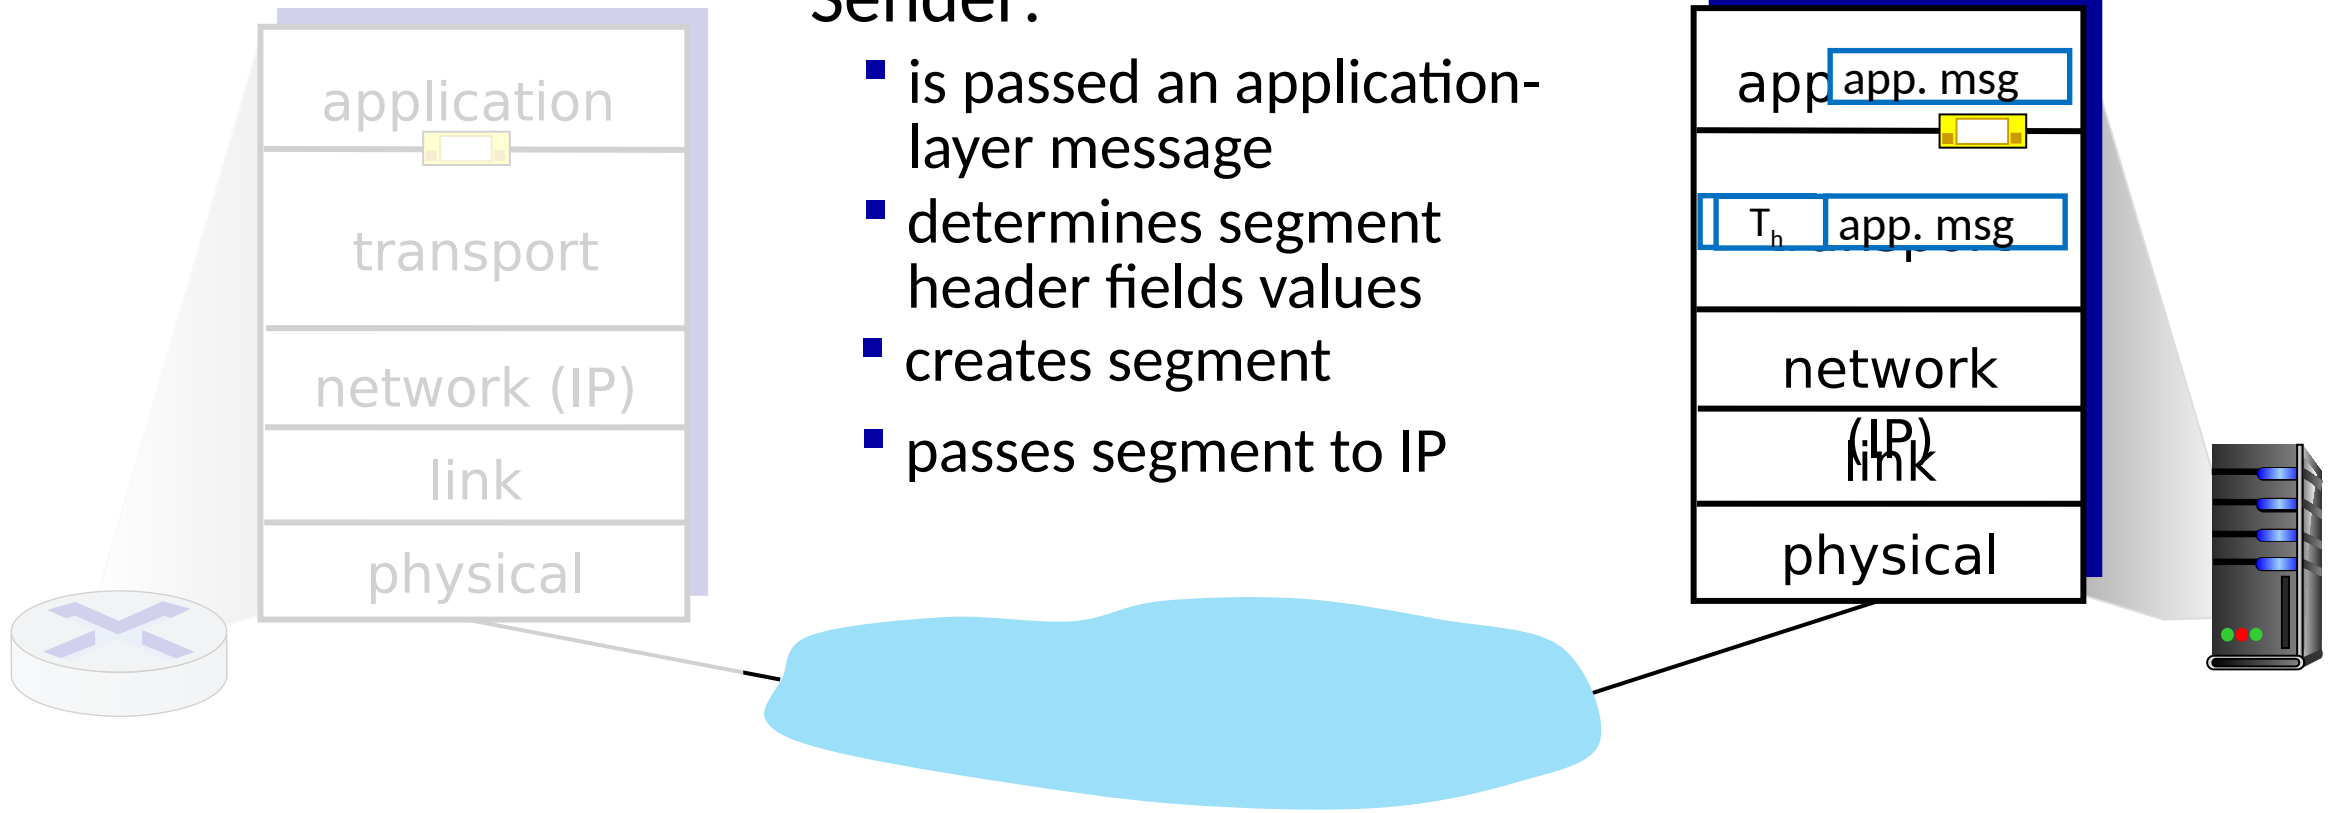 Sender:
is passed an application-
layer message
determines segment
header fields values
creates segment
passes segment to IP
application
transport
network (IP)
link
physical
app
app. msg
Th
app. msg
network
(IP)
link
physical